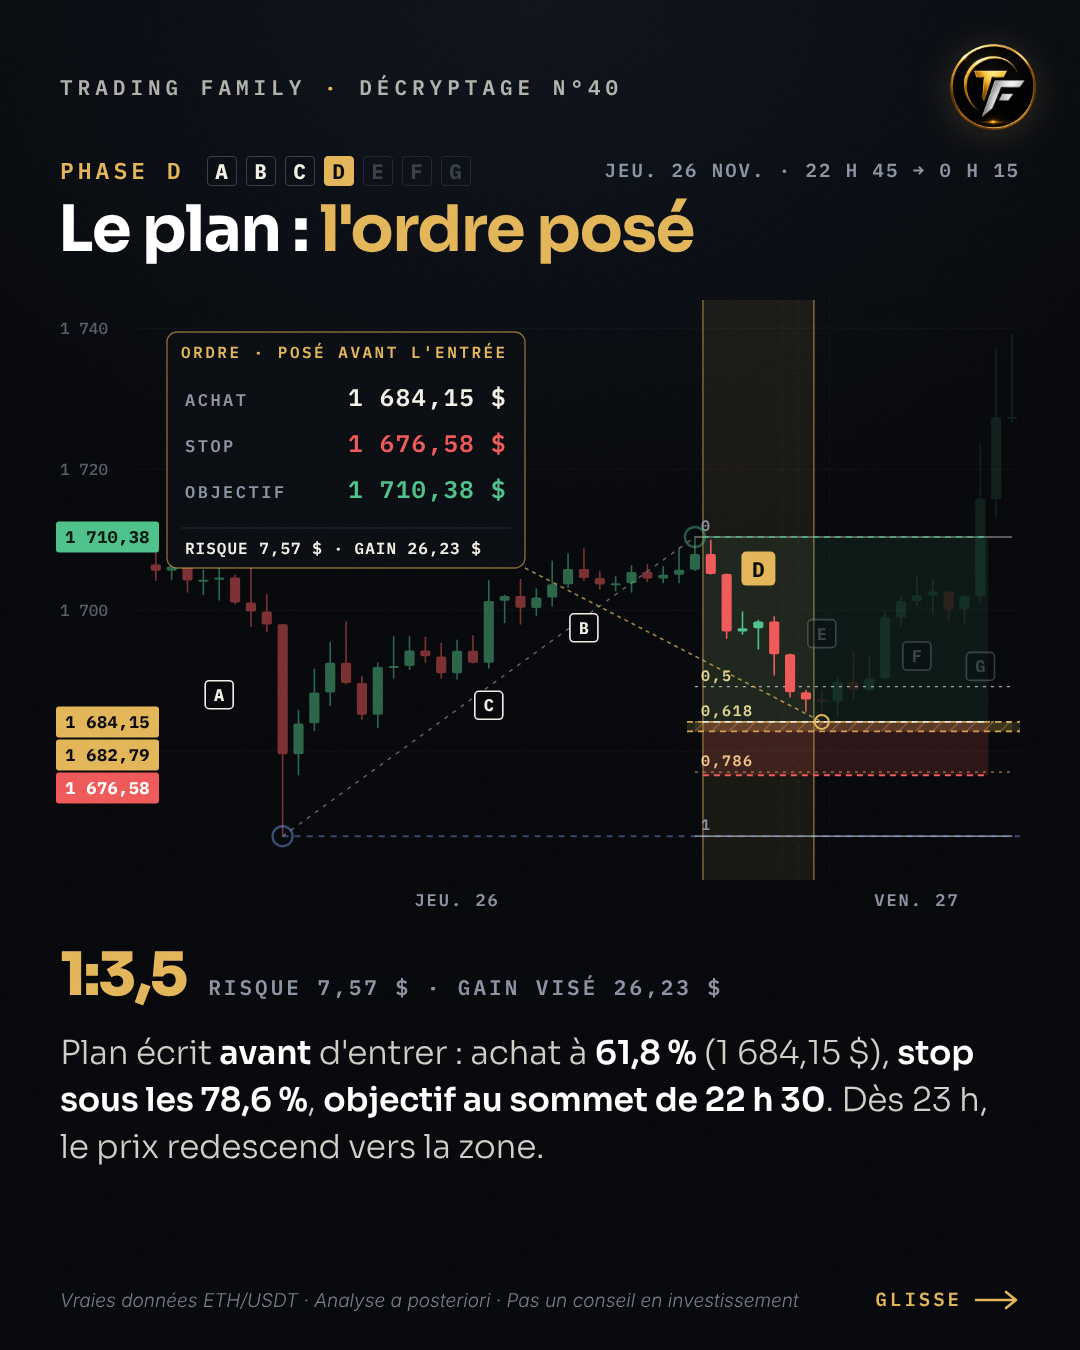 TRADING FAMILY · DÉCRYPTAGE N°40
TF
PHASE D A B C D E F G
JEU. 26 NOV. · 22 H 45 → 0 H 15
Le plan : l'ordre posé
1 740
1 720
1 710,38
1 700
1 684,15
1 682,79
1 676,58
ORDRE · POSÉ AVANT L'ENTRÉE
ACHAT 1 684,15 $
STOP 1 676,58 $
OBJECTIF 1 710,38 $
RISQUE 7,57 $ · GAIN 26,23 $
A
B
C
D
E
F
G
0
0,5
0,618
0,786
1
JEU. 26
VEN. 27
1:3,5 RISQUE 7,57 $ · GAIN VISÉ 26,23 $
Plan écrit avant d'entrer : achat à 61,8 % (1 684,15 $), stop
sous les 78,6 %, objectif au sommet de 22 h 30. Dès 23 h,
le prix redescend vers la zone.
Vraies données ETH/USDT · Analyse a posteriori · Pas un conseil en investissement
GLISSE →